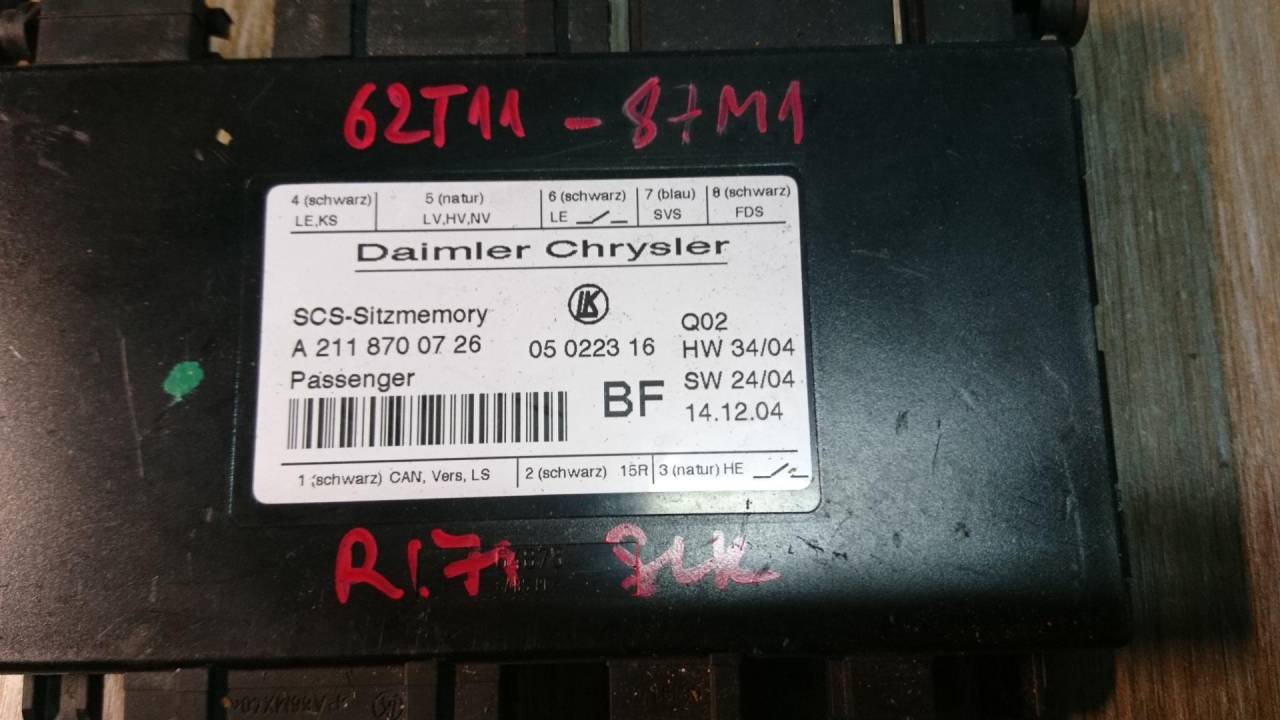 62T11 - 87M1
4 (schwarz) 5 (natur) 6 (schwarz) 7 (blau) 8 (schwarz)
LE,KS LV,HV,NV LE SVS FDS
Daimler Chrysler
SCS-Sitzmemory
A 211 870 07 26 05 0223 16
Passenger
BF
Q02
HW 34/04
SW 24/04
14.12.04
1 (schwarz) CAN, Vers, LS 2 (schwarz) 15R 3 (natur) HE
R171 SLK